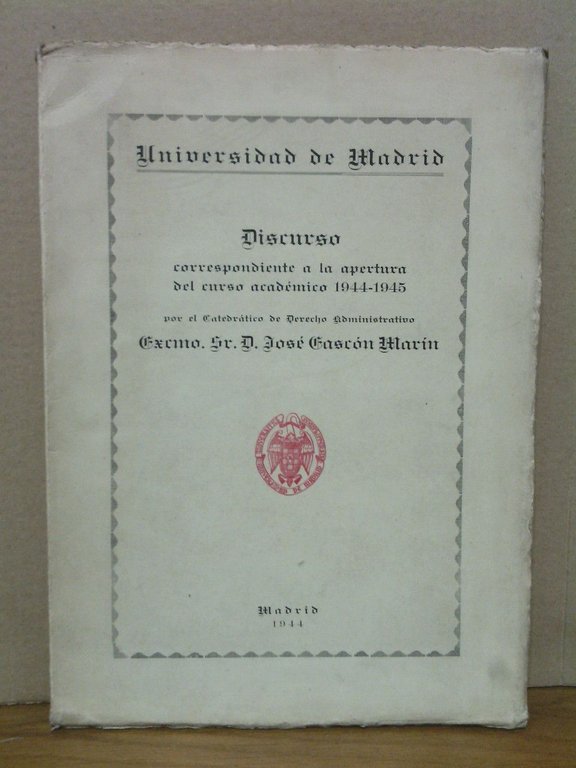 Universidad de Madrid
Discurso
correspondiente a la apertura
del curso académico 1944-1945
por el Catedrático de Derecho Administrativo
Excmo. Sr. D. José Gascón Marín
Madrid
1944